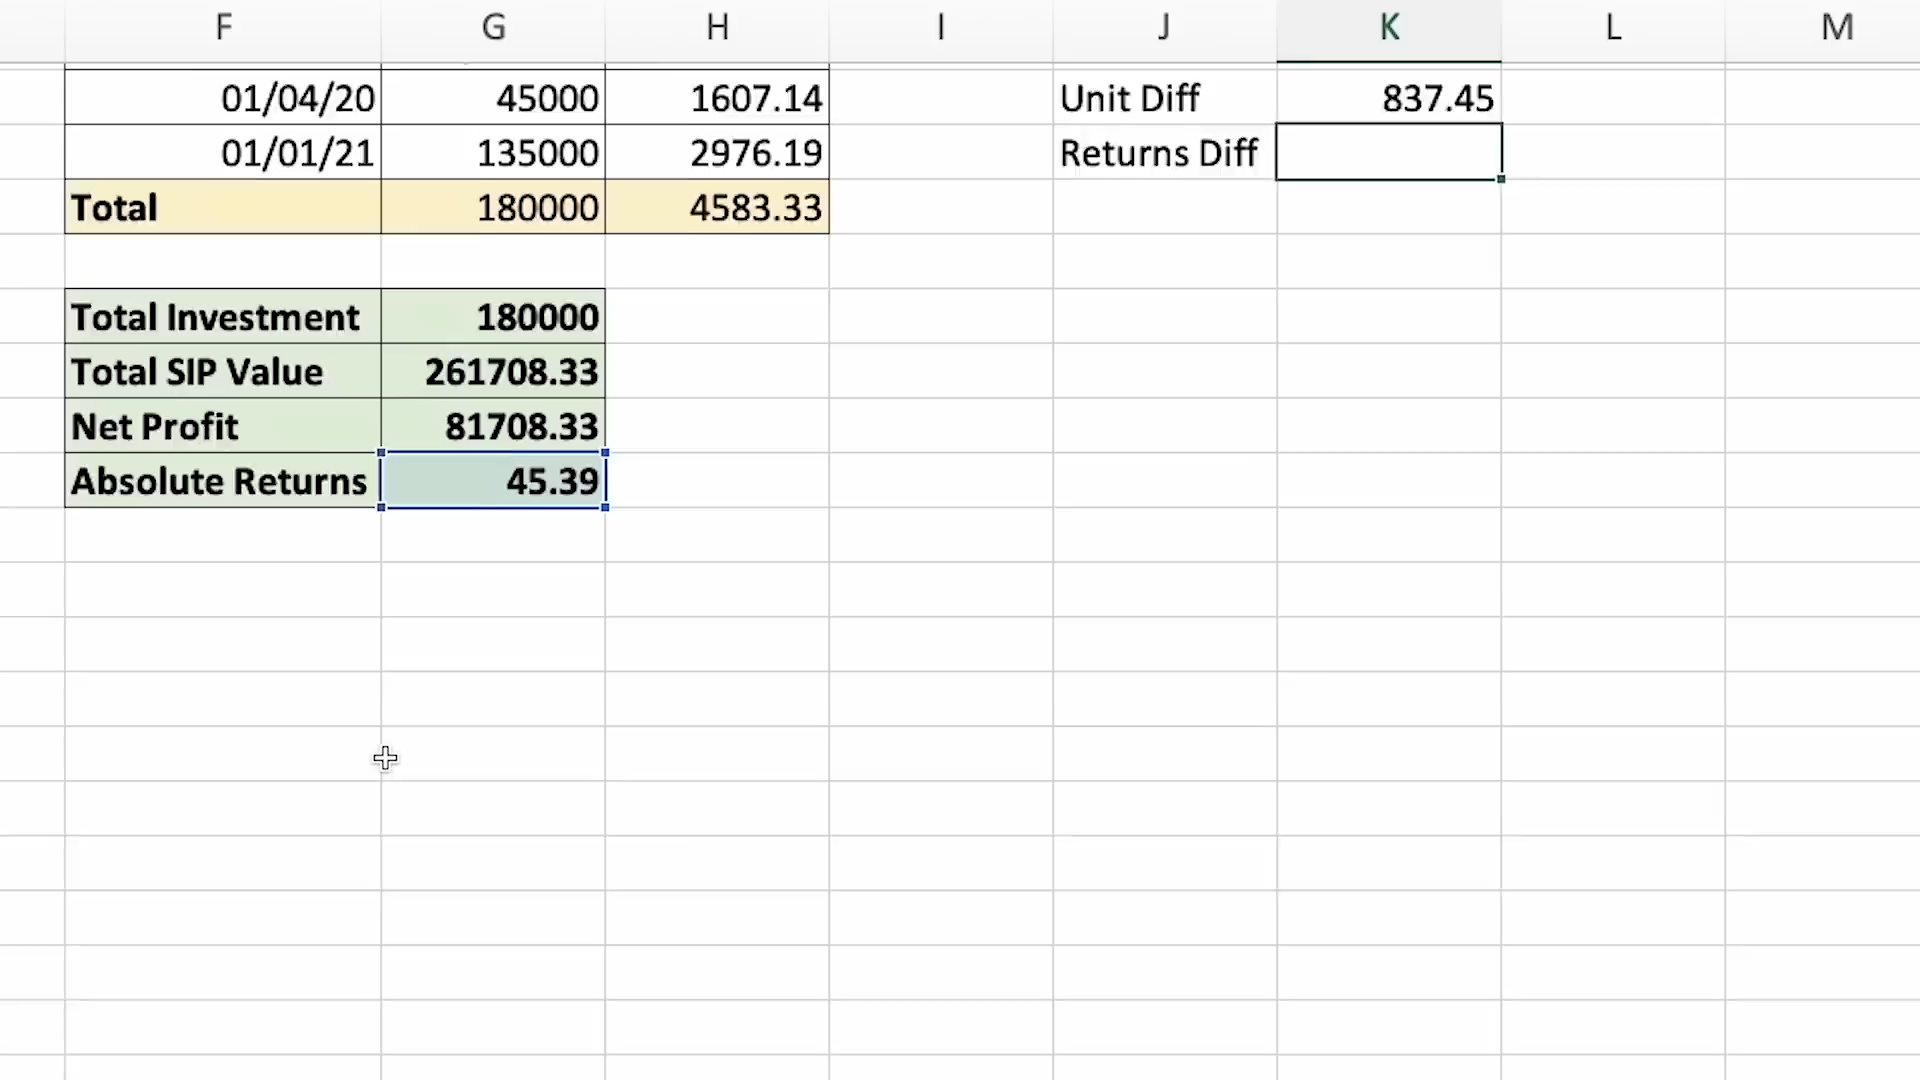 F G H I J K L M
01/04/20 45000 1607.14 Unit Diff 837.45
01/01/21 135000 2976.19 Returns Diff
Total 180000 4583.33
Total Investment 180000
Total SIP Value 261708.33
Net Profit 81708.33
Absolute Returns 45.39